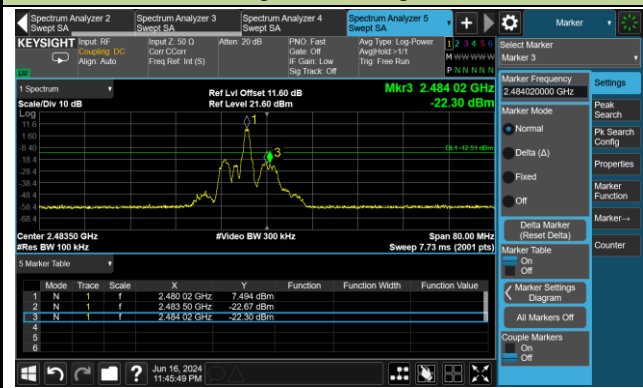 Spectrum Analyzer 2
Swept SA
Spectrum Analyzer 3
Swept SA
Spectrum Analyzer 4
Swept SA
Spectrum Analyzer 5
Swept SA
Marker
KEYSIGHT
Input: RF
Coupling: DC
Align: Auto
Input Z: 50 Ω
Corr CCorr
Freq Ref: Int (S)
Atten: 20 dB
PNO: Fast
Gate: Off
IF Gain: Low
Sig Track: Off
Avg Type: Log-Power
Avg|Hold:>1/1
Trig: Free Run
1 2 3 4 5 6
M W W W W W
P N N N N N
Select Marker
Marker 3
1 Spectrum
Scale/Div 10 dB
Ref Lvl Offset 11.60 dB
Ref Level 21.60 dBm
Mkr3 2.484 02 GHz
-22.30 dBm
Log
11.6
1.60
-8.40
-18.4
-28.4
-38.4
-48.4
-58.4
-68.4
1
3
DL1 -12.51 dBm
Center 2.48350 GHz
#Res BW 100 kHz
#Video BW 300 kHz
Span 80.00 MHz
Sweep 7.73 ms (2001 pts)
5 Marker Table
Mode Trace Scale X Y Function Function Width Function Value
1 N 1 f 2.480 02 GHz 7.494 dBm
2 N 1 f 2.483 50 GHz -22.67 dBm
3 N 1 f 2.484 02 GHz -22.30 dBm
4
5
6
Marker Frequency
2.484020000 GHz
Marker Mode
Normal
Delta (Δ)
Fixed
Off
Delta Marker
(Reset Delta)
Marker Table
On
Off
Marker Settings
Diagram
All Markers Off
Couple Markers
On
Off
Settings
Peak
Search
Pk Search
Config
Properties
Marker
Function
Marker→
Counter
Jun 16, 2024
11:45:49 PM